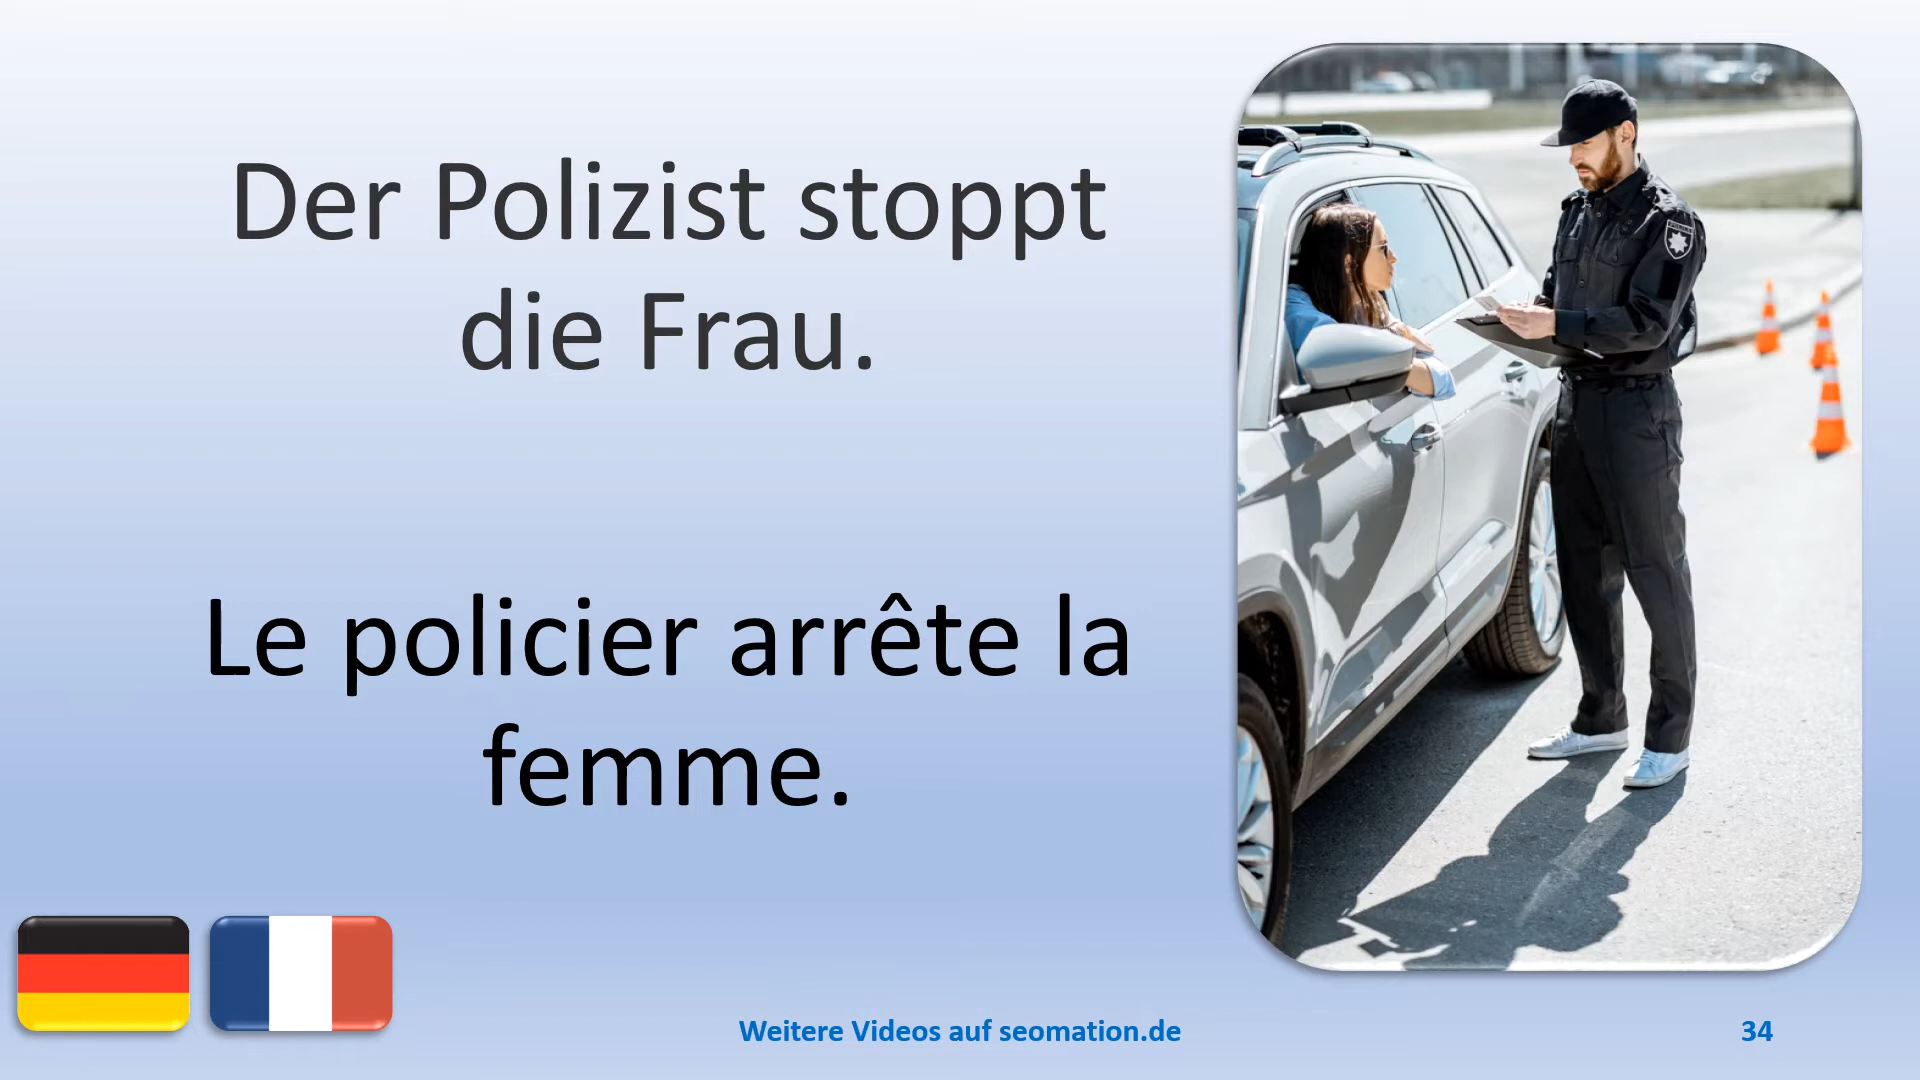 Der Polizist stoppt
die Frau.
Le policier arrête la
femme.
Weitere Videos auf seomation.de
34